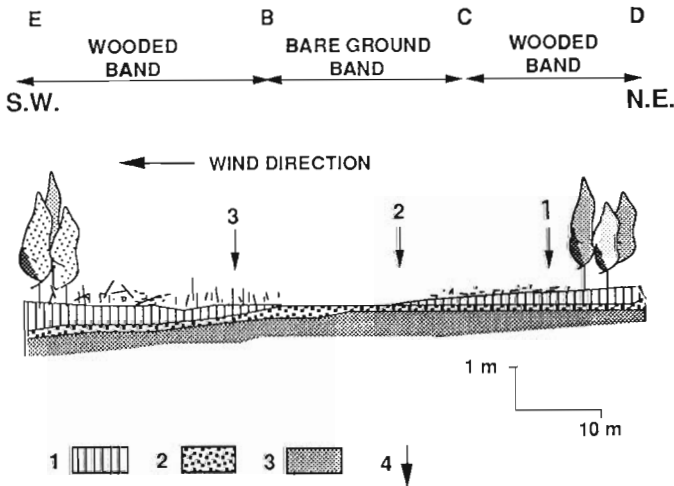 E B C D
WOODED BAND
BARE GROUND BAND
WOODED BAND
S.W. N.E.
WIND DIRECTION
3 2 1
1 m
10 m
1 2 3 4